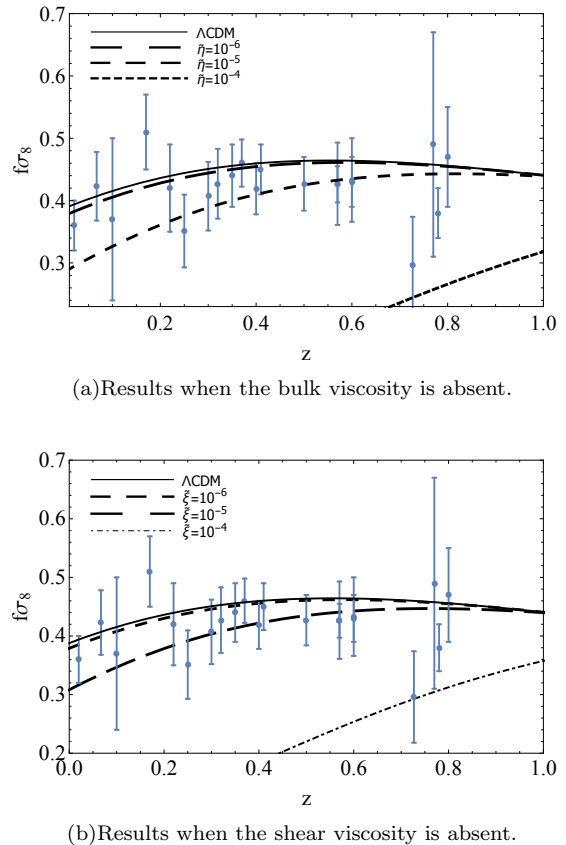 0.7
0.6
0.5
0.4
0.3
fσ₈
ΛCDM
η̃=10⁻⁶
η̃=10⁻⁵
η̃=10⁻⁴
0.2 0.4 0.6 0.8 1.0
z
(a)Results when the bulk viscosity is absent.
0.7
0.6
0.5
0.4
0.3
0.2
fσ₈
ΛCDM
ξ̃=10⁻⁶
ξ̃=10⁻⁵
ξ̃=10⁻⁴
0.0 0.2 0.4 0.6 0.8 1.0
z
(b)Results when the shear viscosity is absent.